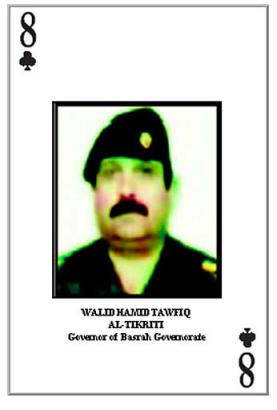 8
WALID HAMID TAWFIQ
AL-TIKRITI
Governor of Basrah Governorate
8